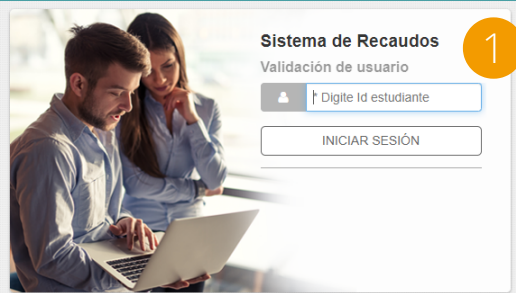 Sistema de Recaudos
1
Validación de usuario
* Digite Id estudiante
INICIAR SESIÓN